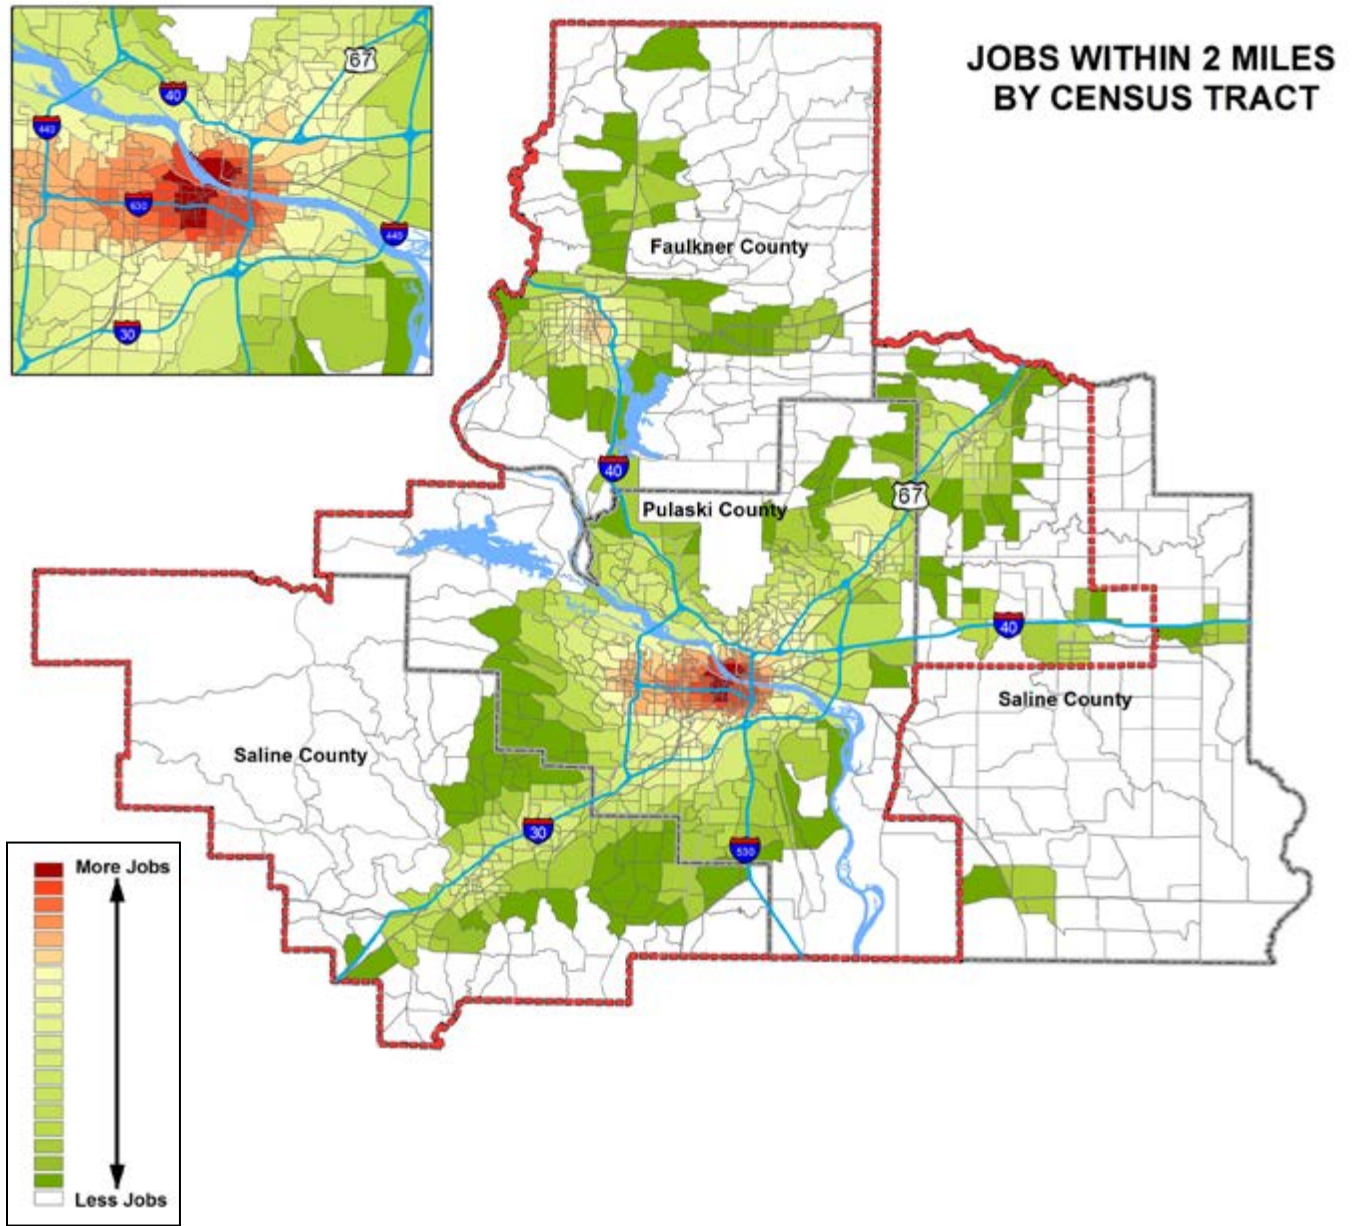 JOBS WITHIN 2 MILES
BY CENSUS TRACT
67
40
440
630
440
30
Faulkner County
40
67
Pulaski County
40
Saline County
Saline County
30
530
More Jobs
Less Jobs